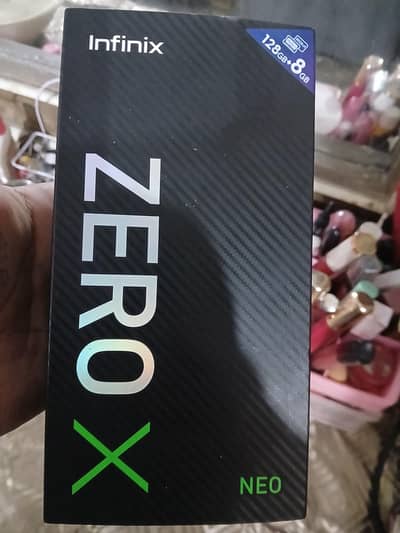 Infinix
128GB+8GB
ZERO X
NEO